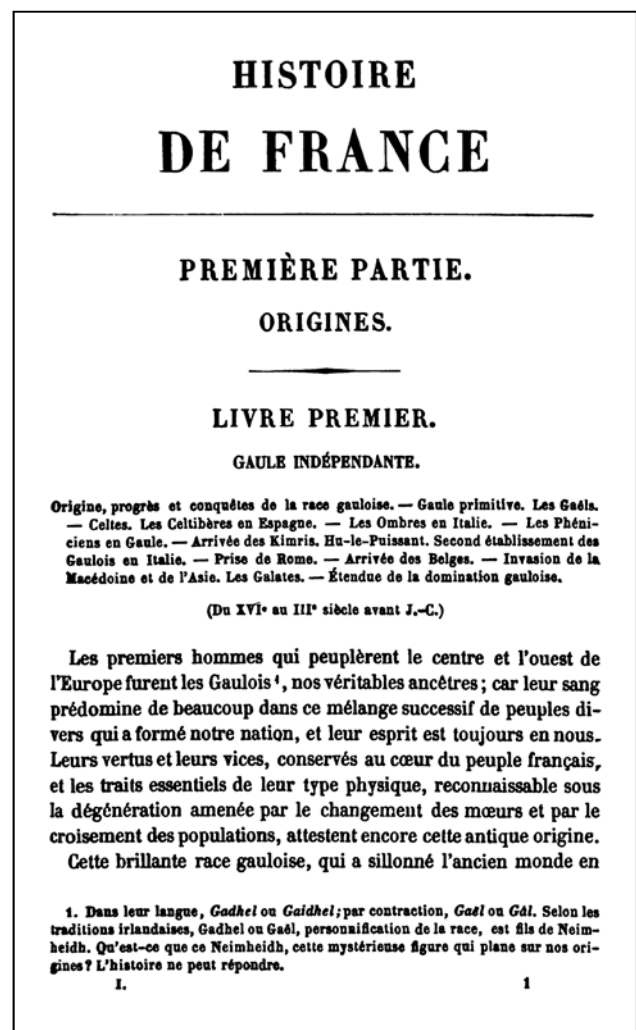 HISTOIRE
DE FRANCE
PREMIÈRE PARTIE.
ORIGINES.
LIVRE PREMIER.
GAULE INDÉPENDANTE.
Origine, progrès et conquêtes de la race gauloise. — Gaule primitive. Les Gaëls.
— Celtes. Les Celtibères en Espagne. — Les Ombres en Italie. — Les Phéni-
ciens en Gaule. — Arrivée des Kimris. Hu-le-Puissant. Second établissement des
Gaulois en Italie. — Prise de Rome. — Arrivée des Belges. — Invasion de la
Macédoine et de l'Asie. Les Galates. — Étendue de la domination gauloise.
(Du XVIe au IIIe siècle avant J.-C.)
Les premiers hommes qui peuplèrent le centre et l'ouest de
l'Europe furent les Gaulois¹, nos véritables ancêtres; car leur sang
prédomine de beaucoup dans ce mélange successif de peuples di-
vers qui a formé notre nation, et leur esprit est toujours en nous.
Leurs vertus et leurs vices, conservés au cœur du peuple français,
et les traits essentiels de leur type physique, reconnaissable sous
la dégénération amenée par le changement des mœurs et par le
croisement des populations, attestent encore cette antique origine.
Cette brillante race gauloise, qui a sillonné l'ancien monde en
1. Dans leur langue, Gadhel ou Gaidhel; par contraction, Gaël ou Gâl. Selon les
traditions irlandaises, Gadhel ou Gaël, personnification de la race, est fils de Neim-
heidh. Qu'est-ce que ce Neimheidh, cette mystérieuse figure qui plane sur nos ori-
gines? L'histoire ne peut répondre.
I. 1